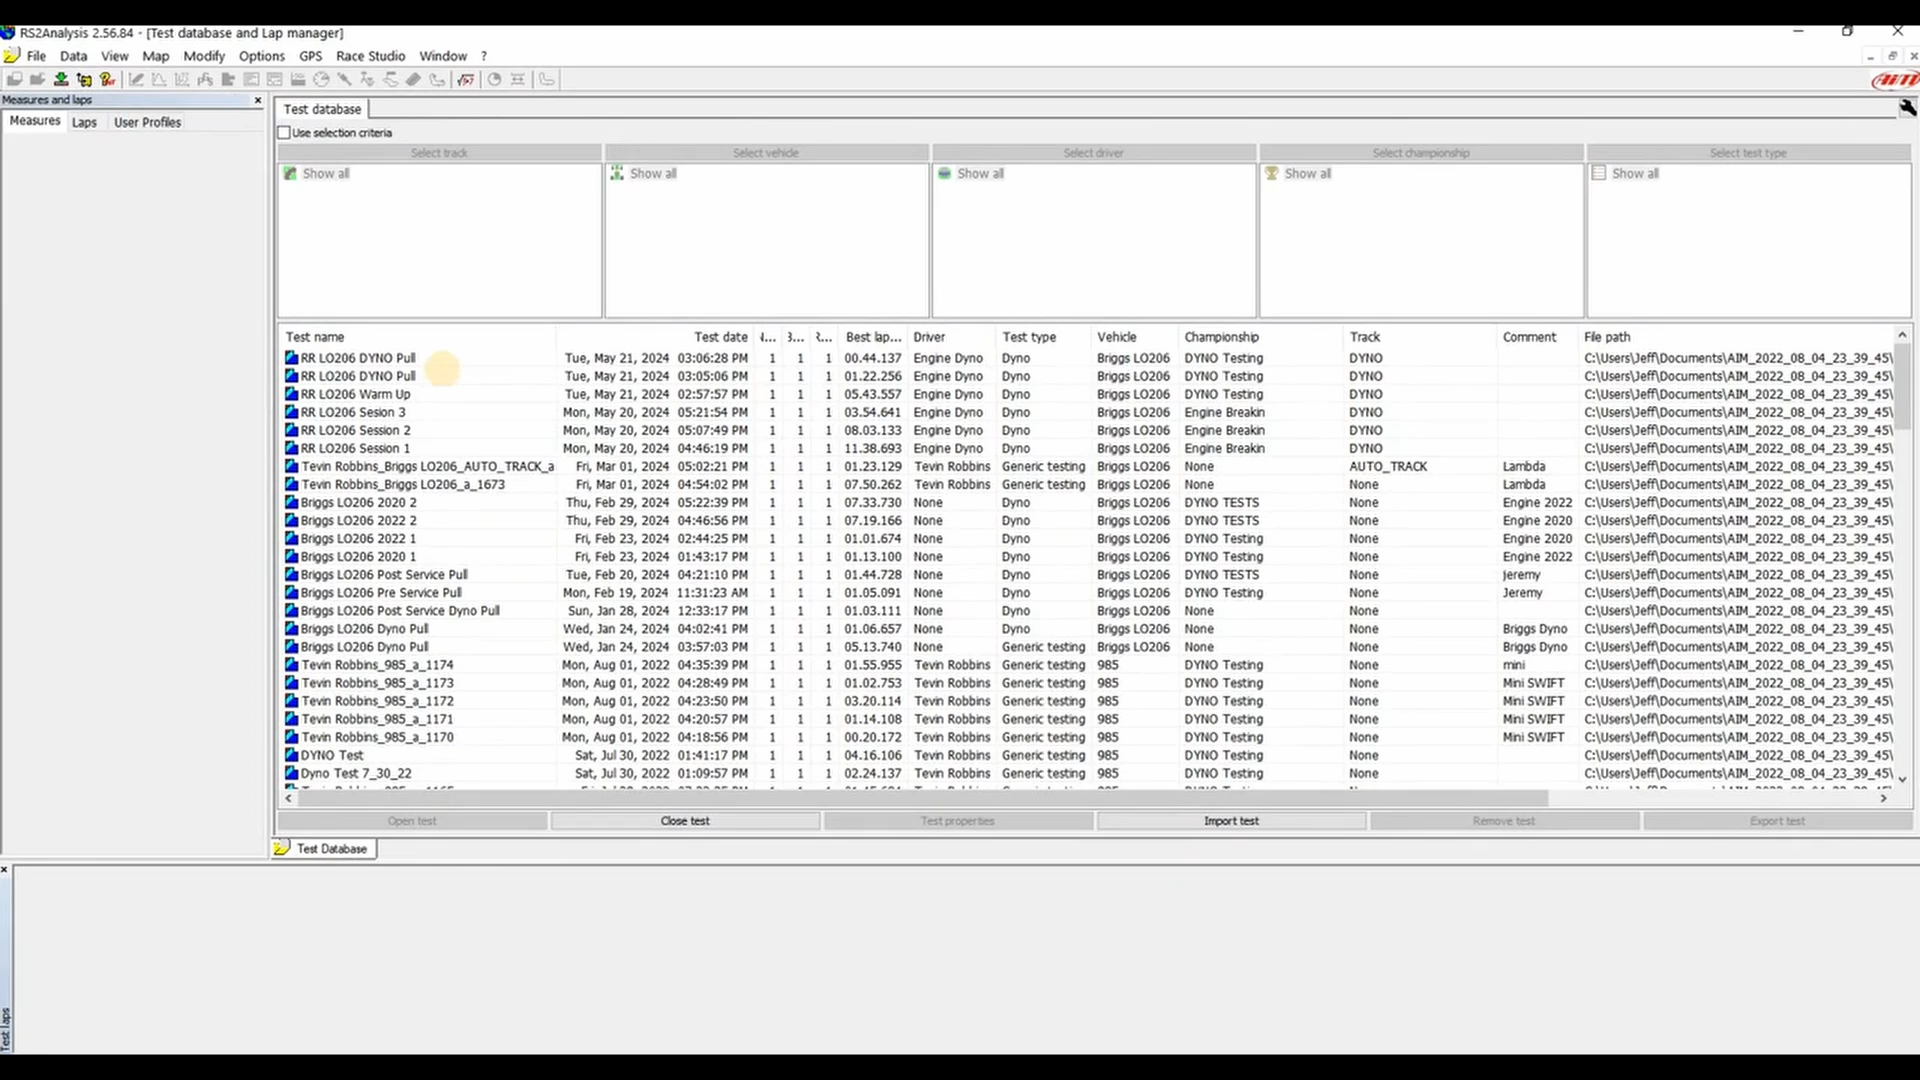 RS2Analysis 2.56.84 - [Test database and Lap manager]
File Data View Map Modify Options GPS Race Studio Window ?
AiM
Measures and laps
Measures Laps User Profiles
Test database
Use selection criteria
Select track Select vehicle Select driver Select championship Select test type
Show all Show all Show all Show all Show all
Test name Test date 3... Best lap... Driver Test type Vehicle Championship Track Comment File path
RR LO206 DYNO Pull Tue, May 21, 2024 03:06:28 PM 1 1 1 00.44.137 Engine Dyno Dyno Briggs LO206 DYNO Testing DYNO C:\Users\Jeff\Documents\AIM_2022_08_04_23_39_45\
RR LO206 DYNO Pull Tue, May 21, 2024 03:05:06 PM 1 1 1 01.22.256 Engine Dyno Dyno Briggs LO206 DYNO Testing DYNO C:\Users\Jeff\Documents\AIM_2022_08_04_23_39_45\
RR LO206 Warm Up Tue, May 21, 2024 02:57:57 PM 1 1 1 05.43.557 Engine Dyno Dyno Briggs LO206 DYNO Testing DYNO C:\Users\Jeff\Documents\AIM_2022_08_04_23_39_45\
RR LO206 Sesion 3 Mon, May 20, 2024 05:21:54 PM 1 1 1 03.54.641 Engine Dyno Dyno Briggs LO206 Engine Breakin DYNO C:\Users\Jeff\Documents\AIM_2022_08_04_23_39_45\
RR LO206 Session 2 Mon, May 20, 2024 05:07:49 PM 1 1 1 08.03.133 Engine Dyno Dyno Briggs LO206 Engine Breakin DYNO C:\Users\Jeff\Documents\AIM_2022_08_04_23_39_45\
RR LO206 Session 1 Mon, May 20, 2024 04:46:19 PM 1 1 1 11.38.693 Engine Dyno Dyno Briggs LO206 Engine Breakin DYNO C:\Users\Jeff\Documents\AIM_2022_08_04_23_39_45\
Tevin Robbins_Briggs LO206_AUTO_TRACK_a Fri, Mar 01, 2024 05:02:21 PM 1 1 1 01.23.129 Tevin Robbins Generic testing Briggs LO206 None AUTO_TRACK Lambda C:\Users\Jeff\Documents\AIM_2022_08_04_23_39_45\
Tevin Robbins_Briggs LO206_a_1673 Fri, Mar 01, 2024 04:54:02 PM 1 1 1 07.50.262 Tevin Robbins Generic testing Briggs LO206 None None Lambda C:\Users\Jeff\Documents\AIM_2022_08_04_23_39_45\
Briggs LO206 2020 2 Thu, Feb 29, 2024 05:22:39 PM 1 1 1 07.33.730 None Dyno Briggs LO206 DYNO TESTS None Engine 2022 C:\Users\Jeff\Documents\AIM_2022_08_04_23_39_45\
Briggs LO206 2022 2 Thu, Feb 29, 2024 04:46:56 PM 1 1 1 07.19.166 None Dyno Briggs LO206 DYNO TESTS None Engine 2020 C:\Users\Jeff\Documents\AIM_2022_08_04_23_39_45\
Briggs LO206 2022 1 Fri, Feb 23, 2024 02:44:25 PM 1 1 1 01.01.674 None Dyno Briggs LO206 DYNO Testing None Engine 2020 C:\Users\Jeff\Documents\AIM_2022_08_04_23_39_45\
Briggs LO206 2020 1 Fri, Feb 23, 2024 01:43:17 PM 1 1 1 01.13.100 None Dyno Briggs LO206 DYNO Testing None Engine 2022 C:\Users\Jeff\Documents\AIM_2022_08_04_23_39_45\
Briggs LO206 Post Service Pull Tue, Feb 20, 2024 04:21:10 PM 1 1 1 01.44.728 None Dyno Briggs LO206 DYNO TESTS None jeremy C:\Users\Jeff\Documents\AIM_2022_08_04_23_39_45\
Briggs LO206 Pre Service Pull Mon, Feb 19, 2024 11:31:23 AM 1 1 1 01.05.091 None Dyno Briggs LO206 DYNO Testing None Jeremy C:\Users\Jeff\Documents\AIM_2022_08_04_23_39_45\
Briggs LO206 Post Service Dyno Pull Sun, Jan 28, 2024 12:33:17 PM 1 1 1 01.03.111 None Dyno Briggs LO206 None None C:\Users\Jeff\Documents\AIM_2022_08_04_23_39_45\
Briggs LO206 Dyno Pull Wed, Jan 24, 2024 04:02:41 PM 1 1 1 01.06.657 None Dyno Briggs LO206 None None Briggs Dyno C:\Users\Jeff\Documents\AIM_2022_08_04_23_39_45\
Briggs LO206 Dyno Pull Wed, Jan 24, 2024 03:57:03 PM 1 1 1 05.13.740 None Generic testing Briggs LO206 None None Briggs Dyno C:\Users\Jeff\Documents\AIM_2022_08_04_23_39_45\
Tevin Robbins_985_a_1174 Mon, Aug 01, 2022 04:35:39 PM 1 1 1 01.55.955 Tevin Robbins Generic testing 985 DYNO Testing None mini C:\Users\Jeff\Documents\AIM_2022_08_04_23_39_45\
Tevin Robbins_985_a_1173 Mon, Aug 01, 2022 04:28:49 PM 1 1 1 01.02.753 Tevin Robbins Generic testing 985 DYNO Testing None Mini SWIFT C:\Users\Jeff\Documents\AIM_2022_08_04_23_39_45\
Tevin Robbins_985_a_1172 Mon, Aug 01, 2022 04:23:50 PM 1 1 1 03.20.114 Tevin Robbins Generic testing 985 DYNO Testing None Mini SWIFT C:\Users\Jeff\Documents\AIM_2022_08_04_23_39_45\
Tevin Robbins_985_a_1171 Mon, Aug 01, 2022 04:20:57 PM 1 1 1 01.14.108 Tevin Robbins Generic testing 985 DYNO Testing None Mini SWIFT C:\Users\Jeff\Documents\AIM_2022_08_04_23_39_45\
Tevin Robbins_985_a_1170 Mon, Aug 01, 2022 04:18:56 PM 1 1 1 00.20.172 Tevin Robbins Generic testing 985 DYNO Testing None Mini SWIFT C:\Users\Jeff\Documents\AIM_2022_08_04_23_39_45\
DYNO Test Sat, Jul 30, 2022 01:41:17 PM 1 1 1 04.16.106 Tevin Robbins Generic testing 985 DYNO Testing None C:\Users\Jeff\Documents\AIM_2022_08_04_23_39_45\
Dyno Test 7_30_22 Sat, Jul 30, 2022 01:09:57 PM 1 1 1 02.24.137 Tevin Robbins Generic testing 985 DYNO Testing None C:\Users\Jeff\Documents\AIM_2022_08_04_23_39_45\
Open test Close test Test properties Import test Remove test Export test
Test Database
Test laps